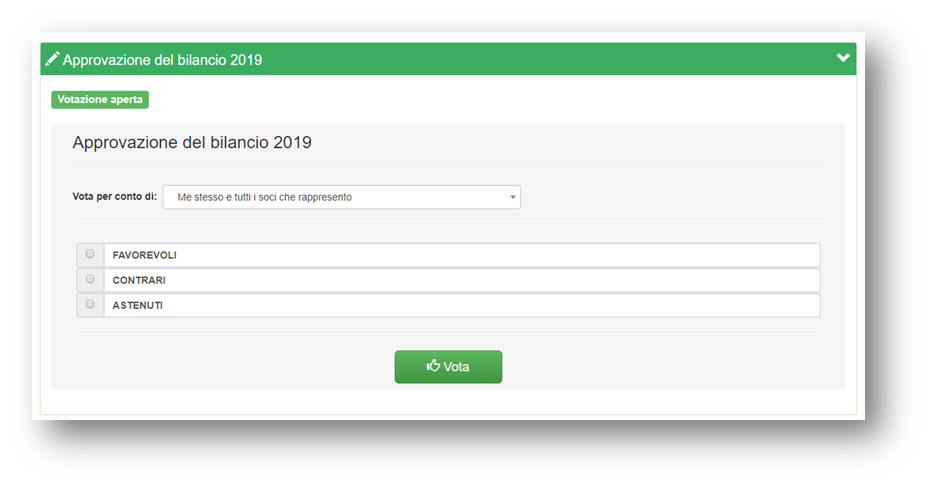 Approvazione del bilancio 2019
Votazione aperta
Approvazione del bilancio 2019
Vota per conto di: Me stesso e tutti i soci che rappresento
FAVOREVOLI
CONTRARI
ASTENUTI
Vota